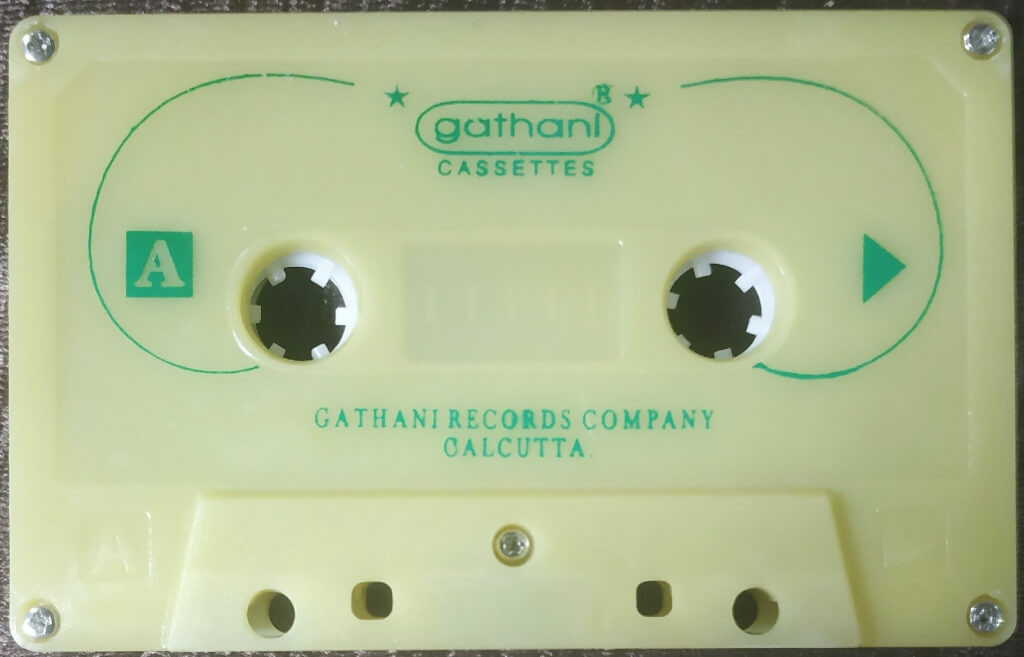 gathani ®
CASSETTES
A
GATHANI RECORDS COMPANY
CALCUTTA.
A